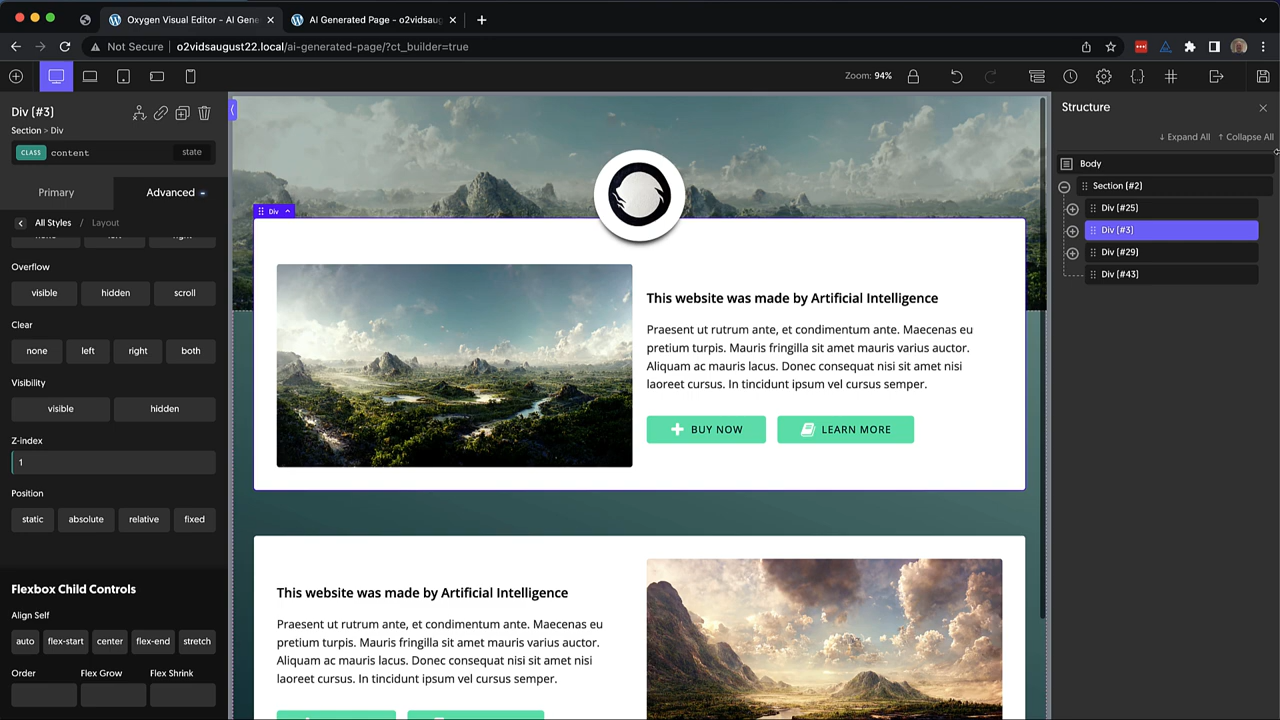 Oxygen Visual Editor - AI Gene
AI Generated Page - o2vidsaug
Not Secure
o2vidsaugust22.local/ai-generated-page/?ct_builder=true
Zoom: 94%
Div (#3)
Section > Div
CLASS content state
Primary
Advanced
All Styles / Layout
none left right
Overflow
visible hidden scroll
Clear
none left right both
Visibility
visible hidden
Z-index
1
Position
static absolute relative fixed
Flexbox Child Controls
Align Self
auto flex-start center flex-end stretch
Order Flex Grow Flex Shrink
Div
This website was made by Artificial Intelligence
Praesent ut rutrum ante, et condimentum ante. Maecenas eu
pretium turpis. Mauris fringilla sit amet mauris varius auctor.
Aliquam ac mauris lacus. Donec consequat nisi sit amet nisi
laoreet cursus. In tincidunt ipsum vel cursus semper.
BUY NOW
LEARN MORE
This website was made by Artificial Intelligence
Praesent ut rutrum ante, et condimentum ante. Maecenas eu
pretium turpis. Mauris fringilla sit amet mauris varius auctor.
Aliquam ac mauris lacus. Donec consequat nisi sit amet nisi
laoreet cursus. In tincidunt ipsum vel cursus semper.
Structure
↓ Expand All ↑ Collapse All
Body
Section (#2)
Div (#25)
Div (#3)
Div (#29)
Div (#43)